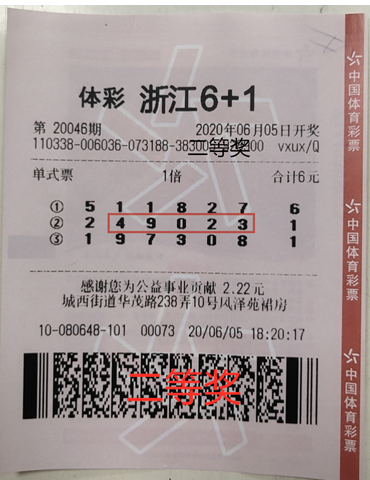 体彩 浙江6+1
第 20046期 2020年06月05日开奖
110338-006036-073188-38300 二等奖 00 vxux/Q
单式票 1倍 合计6元
① 5 1 1 8 2 7 6
② 2 4 9 0 2 3 1
③ 1 9 7 3 0 8 1
感谢您为公益事业贡献 2.22元
城西街道华茂路238弄10号风泽苑裙房
10-080648-101 00073 20/06/05 18:20:17
二等奖
中国体育彩票
中国体育彩票
中国体育彩票